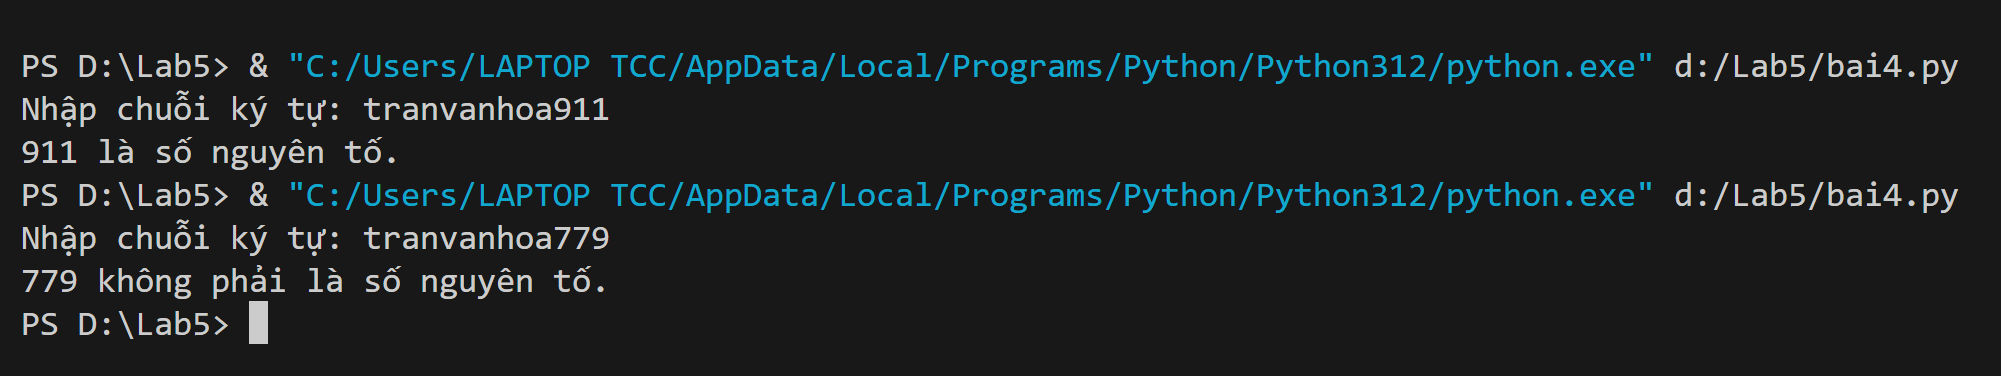 PS D:\Lab5> & "C:/Users/LAPTOP TCC/AppData/Local/Programs/Python/Python312/python.exe" d:/Lab5/bai4.py
Nhập chuỗi ký tự: tranvanhoa911
911 là số nguyên tố.
PS D:\Lab5> & "C:/Users/LAPTOP TCC/AppData/Local/Programs/Python/Python312/python.exe" d:/Lab5/bai4.py
Nhập chuỗi ký tự: tranvanhoa779
779 không phải là số nguyên tố.
PS D:\Lab5>